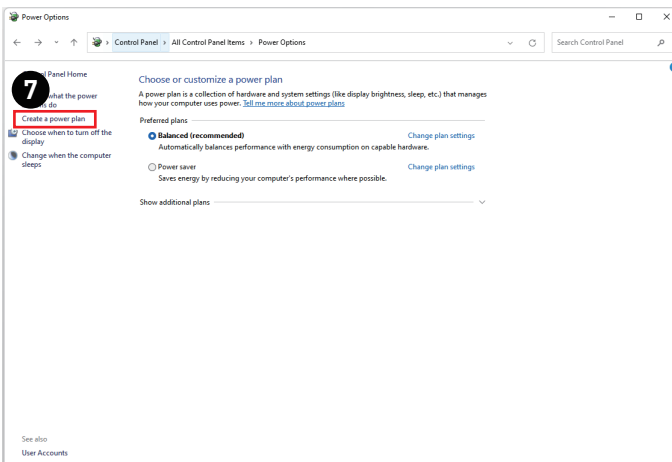 Power Options
Control Panel > All Control Panel Items > Power Options
Search Control Panel
7
Panel Home
what the power
do
Create a power plan
Choose when to turn off the
display
Change when the computer
sleeps
Choose or customize a power plan
A power plan is a collection of hardware and system settings (like display brightness, sleep, etc.) that manages
how your computer uses power. Tell me more about power plans
Preferred plans
Balanced (recommended) Change plan settings
Automatically balances performance with energy consumption on capable hardware.
Power saver Change plan settings
Saves energy by reducing your computer's performance where possible.
Show additional plans
See also
User Accounts